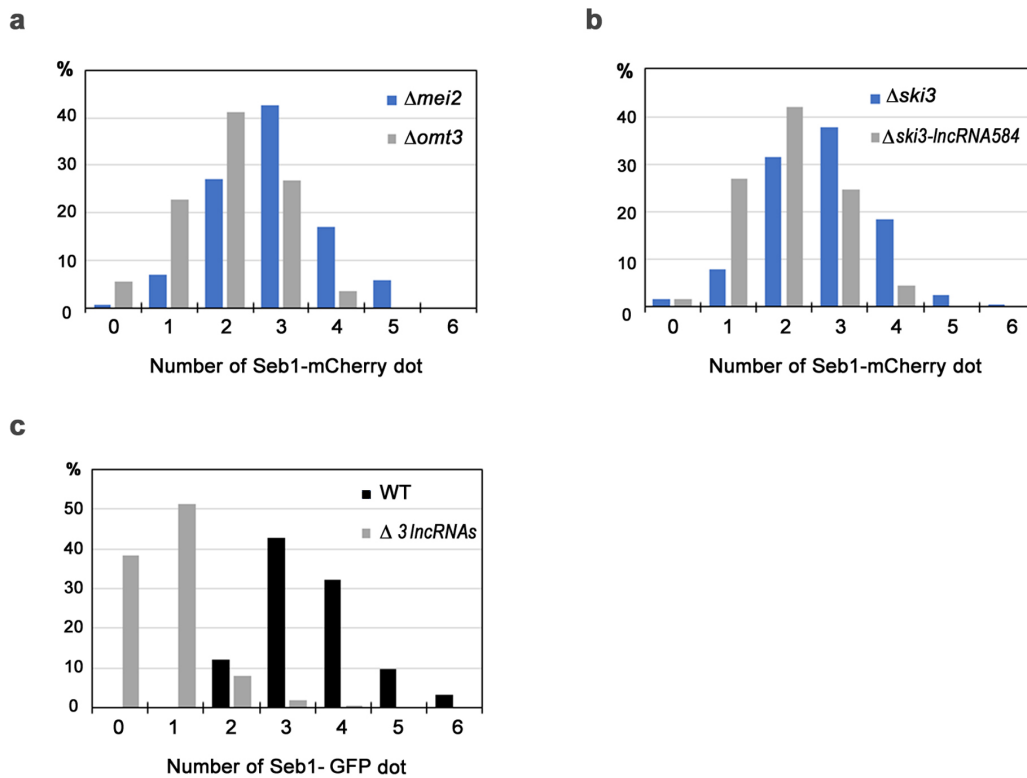 a
%
40
30
20
10
0
Δmei2
Δomt3
0 1 2 3 4 5 6
Number of Seb1-mCherry dot
b
%
40
30
20
10
0
Δski3
Δski3-lncRNA584
0 1 2 3 4 5 6
Number of Seb1-mCherry dot
c
%
50
40
30
20
10
0
WT
Δ 3 lncRNAs
0 1 2 3 4 5 6
Number of Seb1- GFP dot